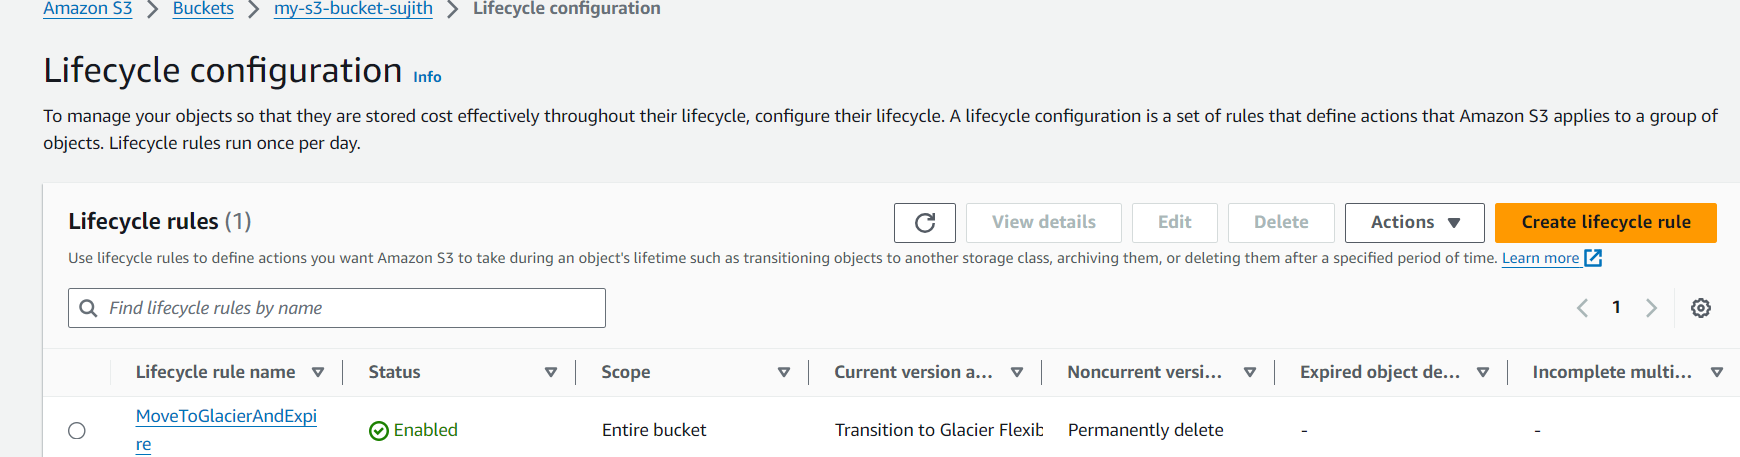 Amazon S3 > Buckets > my-s3-bucket-sujith > Lifecycle configuration
Lifecycle configuration Info
To manage your objects so that they are stored cost effectively throughout their lifecycle, configure their lifecycle. A lifecycle configuration is a set of rules that define actions that Amazon S3 applies to a group of
objects. Lifecycle rules run once per day.
Lifecycle rules (1)
View details
Edit
Delete
Actions
Create lifecycle rule
Use lifecycle rules to define actions you want Amazon S3 to take during an object's lifetime such as transitioning objects to another storage class, archiving them, or deleting them after a specified period of time. Learn more
Find lifecycle rules by name
1
Lifecycle rule name Status Scope Current version a... Noncurrent versi... Expired object de... Incomplete multi...
MoveToGlacierAndExpi
re
Enabled Entire bucket Transition to Glacier Flexib Permanently delete - -